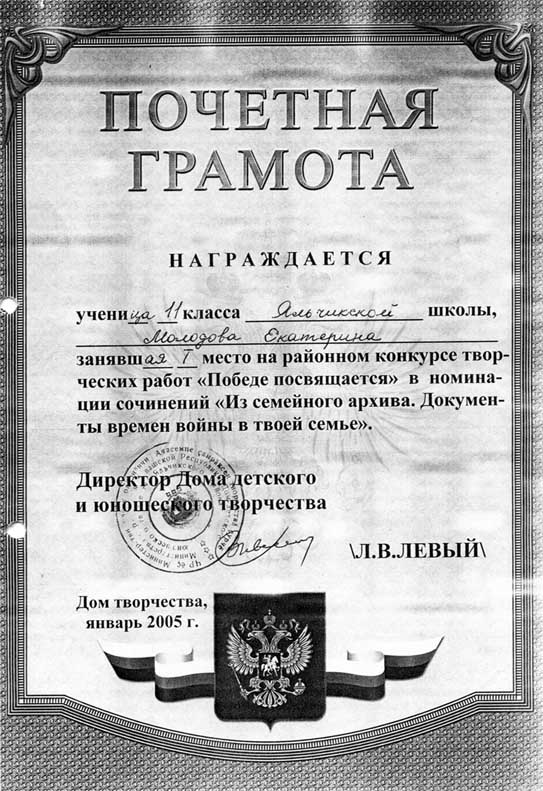 ПОЧЕТНАЯ
ГРАМОТА
НАГРАЖДАЕТСЯ
ученица 11 класса Яльчикской школы,
Молодова Екатерина
занявшая I место на районном конкурсе твор-
ческих работ «Победе посвящается» в номина-
ции сочинений «Из семейного архива. Докумен-
ты времен войны в твоей семье».
Директор Дома детского
и юношеского творчества
\Л.В.ЛЕВЫЙ\
Дом творчества,
январь 2005 г.